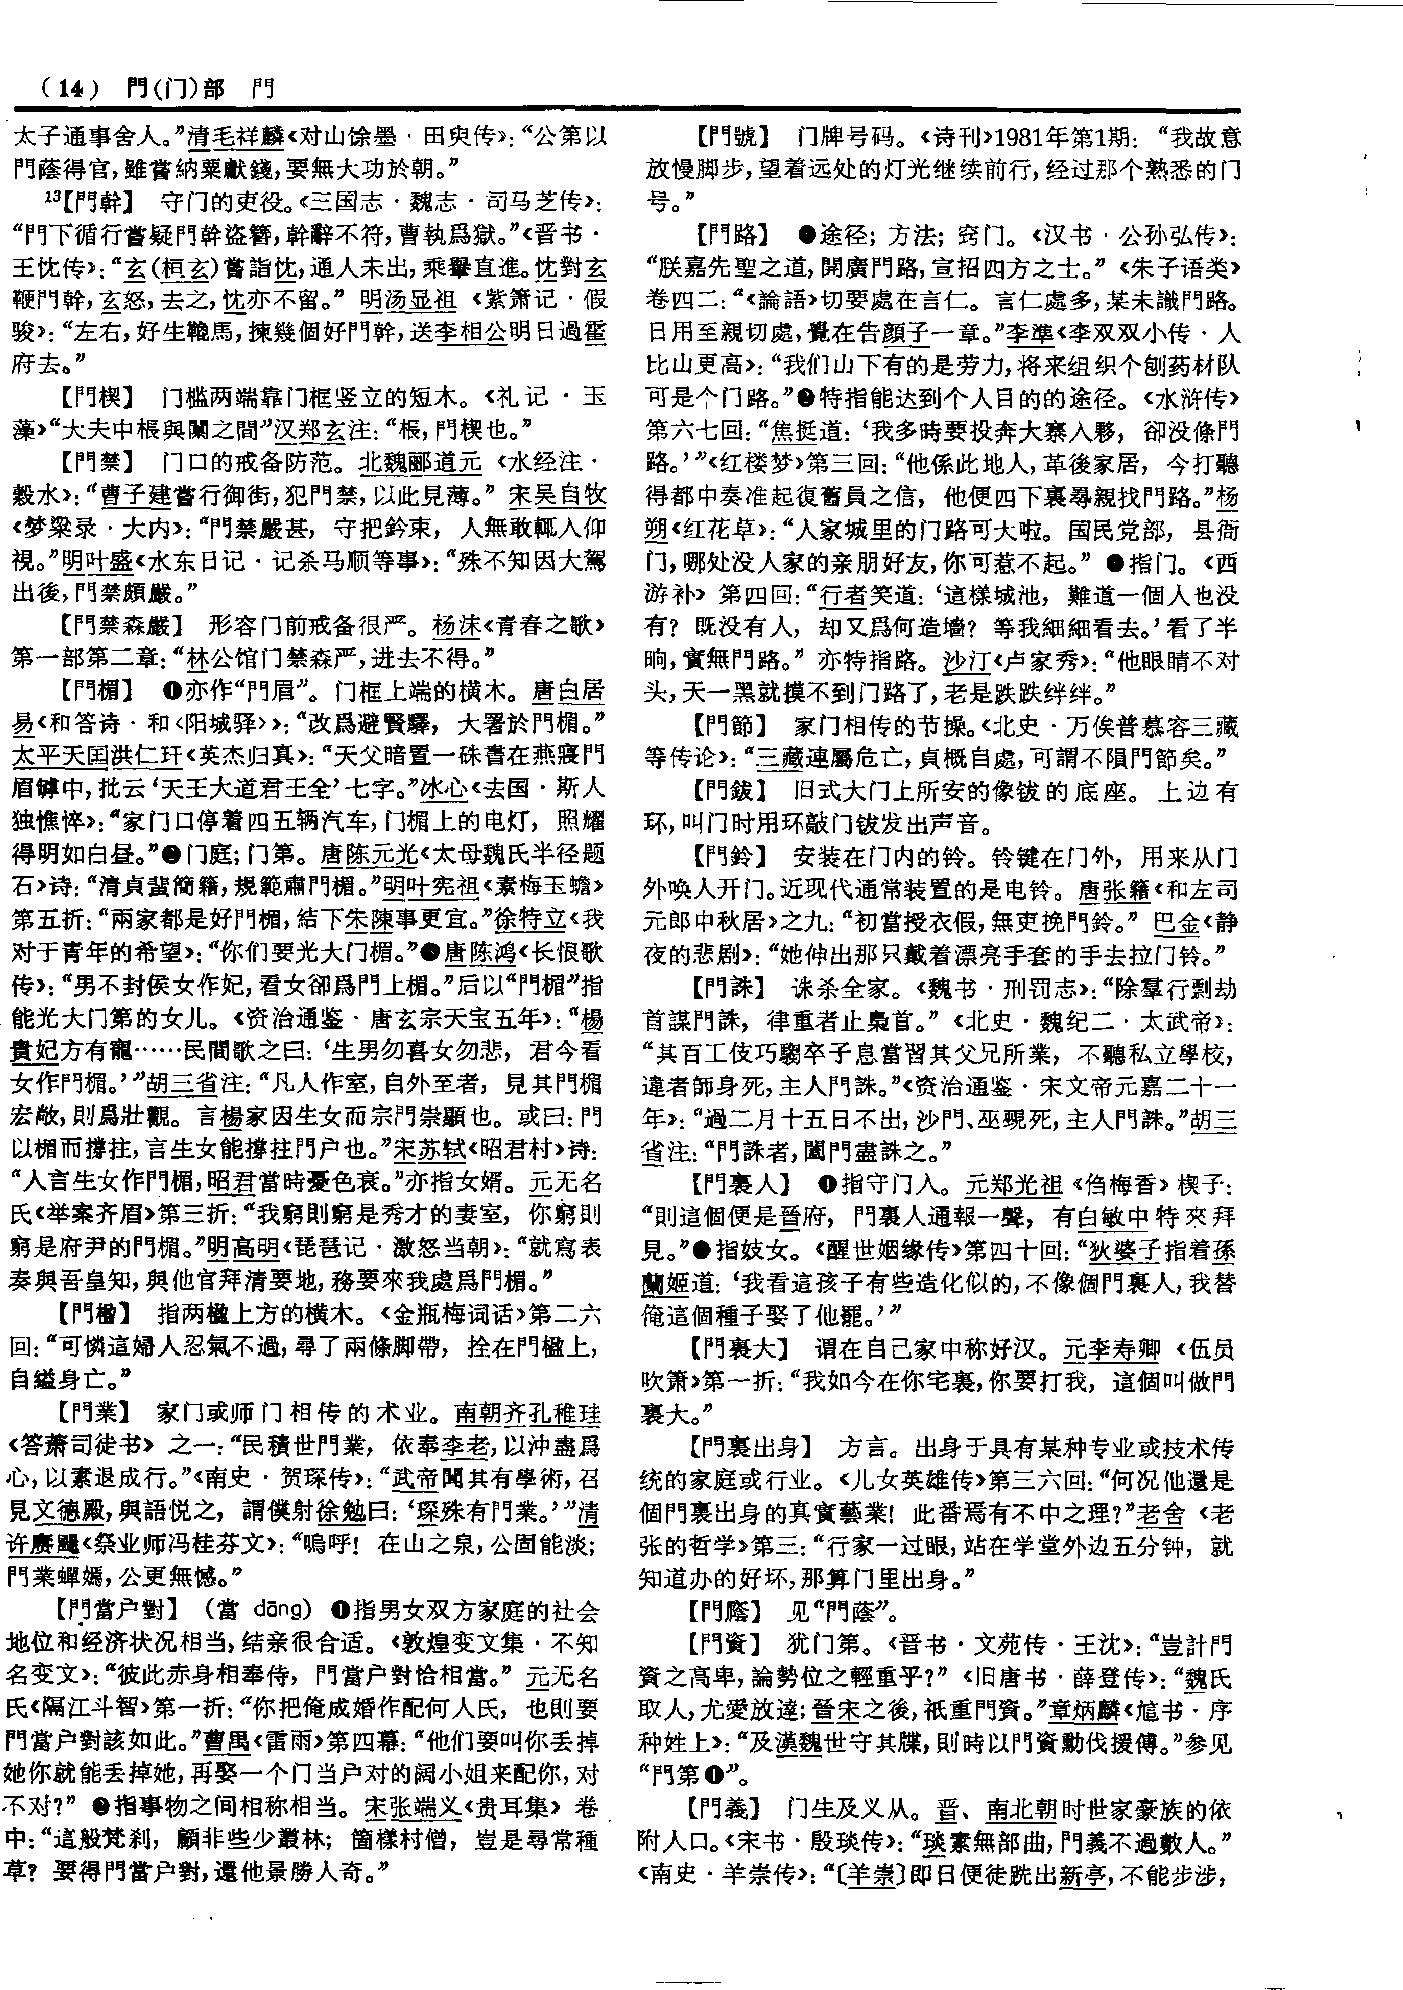 （14） 門(门)部 門
太子通事舍人。”清毛祥麟《对山馀墨·田臾传》：“公第以
門蔭得官，雖嘗納粟獻錢，要無大功於朝。”
13【門幹】 守门的吏役。《三国志·魏志·司马芝传》：
“門下循行嘗疑門幹盜簪，幹辭不符，曹執爲獄。”《晋书·
王忱传》：“玄(桓玄)嘗詣忱，通人未出，乘轝直進。忱對玄
鞭門幹，玄怒，去之，忱亦不留。” 明汤显祖《紫箫记·假
骏》：“左右，好生鞴馬，揀幾個好門幹，送李相公明日過霍
府去。”
【門楔】 门槛两端靠门框竖立的短木。《礼记·玉
藻》“大夫中棖與闑之間”汉郑玄注：“棖，門楔也。”
【門禁】 门口的戒备防范。北魏郦道元《水经注·
穀水》：“曹子建嘗行御街，犯門禁，以此見薄。” 宋吴自牧
《梦粱录·大内》：“門禁嚴甚，守把鈐束，人無敢輒入仰
視。”明叶盛《水东日记·记杀马顺等事》：“殊不知因大駕
出後，門禁頗嚴。”
【門禁森嚴】 形容门前戒备很严。杨沫《青春之歌》
第一部第二章：“林公馆门禁森严，进去不得。”
【門楣】 ❶亦作“門眉”。门框上端的横木。唐白居
易《和答诗·和〈阳城驿〉》：“改爲避賢驛，大署於門楣。”
太平天囯洪仁玕《英杰归真》：“天父暗置一硃書在燕寢門
眉罅中，批云‘天王大道君王全’七字。”冰心《去国·斯人
独憔悴》：“家门口停着四五辆汽车，门楣上的电灯，照耀
得明如白昼。”❷门庭；门第。唐陈元光《太母魏氏半径题
石》诗：“清貞蜚簡籍，規範肅門楣。”明叶宪祖《素梅玉蟾》
第五折：“兩家都是好門楣，結下朱陳事更宜。”徐特立《我
对于青年的希望》：“你们要光大门楣。”❸唐陈鸿《长恨歌
传》：“男不封侯女作妃，看女卻爲門上楣。”后以“門楣”指
能光大门第的女儿。《资治通鉴·唐玄宗天宝五年》：“楊
貴妃方有寵……民間歌之曰：‘生男勿喜女勿悲，君今看
女作門楣。’”胡三省注：“凡人作室，自外至者，見其門楣
宏敞，則爲壯觀。言楊家因生女而宗門崇顯也。或曰：門
以楣而撐拄，言生女能撐拄門户也。”宋苏轼《昭君村》诗：
“人言生女作門楣，昭君當時憂色衰。”亦指女婿。元无名
氏《举案齐眉》第三折：“我窮則窮是秀才的妻室，你窮則
窮是府尹的門楣。”明高明《琵琶记·激怒当朝》：“就寫表
奏與吾皇知，與他官拜清要地，務要來我處爲門楣。”
【門楹】 指两楹上方的横木。《金瓶梅词话》第二六
回：“可憐這婦人忍氣不過，尋了兩條脚帶，拴在門楹上，
自縊身亡。”
【門業】 家门或师门相传的术业。南朝齐孔稚珪
《答萧司徒书》之一：“民積世門業，依奉李老，以沖盡爲
心，以素退成行。”《南史·贺琛传》：“武帝聞其有學術，召
見文德殿，與語悦之，謂僕射徐勉曰：‘琛殊有門業。’”清
许赓飏《祭业师冯桂芬文》：“嗚呼！在山之泉，公固能淡；
門業蟬嫣，公更無憾。”
【門當户對】 （當 dāng）❶指男女双方家庭的社会
地位和经济状况相当，结亲很合适。《敦煌变文集·不知
名变文》：“彼此赤身相奉侍，門當户對恰相當。” 元无名
氏《隔江斗智》第一折：“你把俺成婚作配何人氏，也則要
門當户對該如此。”曹禺《雷雨》第四幕：“他们要叫你丢掉
她你就能丢掉她，再娶一个门当户对的阔小姐来配你，对
不对？” ❷指事物之间相称相当。宋张端义《贵耳集》卷
中：“這般梵刹，顧非些少叢林；箇樣村僧，豈是尋常種
草？要得門當户對，還他景勝人奇。”
【門號】 门牌号码。《诗刊》1981年第1期：“我故意
放慢脚步，望着远处的灯光继续前行，经过那个熟悉的门
号。”
【門路】 ❶途径；方法；窍门。《汉书·公孙弘传》：
“朕嘉先聖之道，開廣門路，宣招四方之士。”《朱子语类》
卷四二：“《論語》切要處在言仁。言仁處多，某未識門路。
日用至親切處，覺在告顔子一章。”李準《李双双小传·人
比山更高》：“我们山下有的是劳力，将来组织个刨药材队
可是个门路。”❷特指能达到个人目的的途径。《水浒传》
第六七回：“焦挺道：‘我多時要投奔大寨入夥，卻没條門
路。’”《红楼梦》第三回：“他係此地人，革後家居，今打聽
得都中奏准起復舊員之信，他便四下裏尋親找門路。”杨
朔《红花草》：“人家城里的门路可大啦。国民党部，县衙
门，哪处没人家的亲朋好友，你可惹不起。” ❸指门。《西
游补》第四回：“行者笑道：‘這樣城池，難道一個人也没
有？既没有人，却又爲何造墙？等我細細看去。’看了半
晌，實無門路。”亦特指路。沙汀《卢家秀》：“他眼睛不对
头，天一黑就摸不到门路了，老是跌跌绊绊。”
【門節】 家门相传的节操。《北史·万俟普慕容三藏
等传论》：“三藏連屬危亡，貞概自處，可謂不隕門節矣。”
【門鈸】 旧式大门上所安的像钹的底座。上边有
环，叫门时用环敲门钹发出声音。
【門鈴】 安装在门内的铃。铃键在门外，用来从门
外唤人开门。近现代通常装置的是电铃。唐张籍《和左司
元郎中秋居》之九：“初當授衣假，無吏挽門鈴。” 巴金《静
夜的悲剧》：“她伸出那只戴着漂亮手套的手去拉门铃。”
【門誅】 诛杀全家。《魏书·刑罚志》：“除羣行剽劫
首謀門誅，律重者止梟首。”《北史·魏纪二·太武帝》：
“其百工伎巧騶卒子息當習其父兄所業，不聽私立學校，
違者師身死，主人門誅。”《资治通鉴·宋文帝元嘉二十一
年》：“過二月十五日不出，沙門、巫覡死，主人門誅。”胡三
省注：“門誅者，闔門盡誅之。”
【門裏人】 ❶指守门人。元郑光祖《㑇梅香》楔子：
“則這個便是晉府，門裏人通報一聲，有白敏中特來拜
見。”❷指妓女。《醒世姻缘传》第四十回：“狄婆子指着孫
蘭姬道：‘我看這孩子有些造化似的，不像個門裏人，我替
俺這個種子娶了他罷。’”
【門裏大】 谓在自己家中称好汉。元李寿卿《伍员
吹箫》第一折：“我如今在你宅裏，你要打我，這個叫做門
裏大。”
【門裏出身】 方言。出身于具有某种专业或技术传
统的家庭或行业。《儿女英雄传》第三六回：“何况他還是
個門裏出身的真實藝業！此番焉有不中之理？”老舍《老
张的哲学》第三：“行家一过眼，站在学堂外边五分钟，就
知道办的好坏，那算门里出身。”
【門廕】 见“門蔭”。
【門資】 犹门第。《晋书·文苑传·王沈》：“豈計門
資之高卑，論勢位之輕重乎？”《旧唐书·薛登传》：“魏氏
取人，尤愛放達；晉宋之後，祇重門資。”章炳麟《訄书·序
种姓上》：“及漢魏世守其牒，則時以門資勳伐援傅。”参见
“門第❶”。
【門義】 门生及义从。晋、南北朝时世家豪族的依
附人口。《宋书·殷琰传》：“琰素無部曲，門義不過數人。”
《南史·羊崇传》：“〔羊崇〕即日便徒跣出新亭，不能步涉，